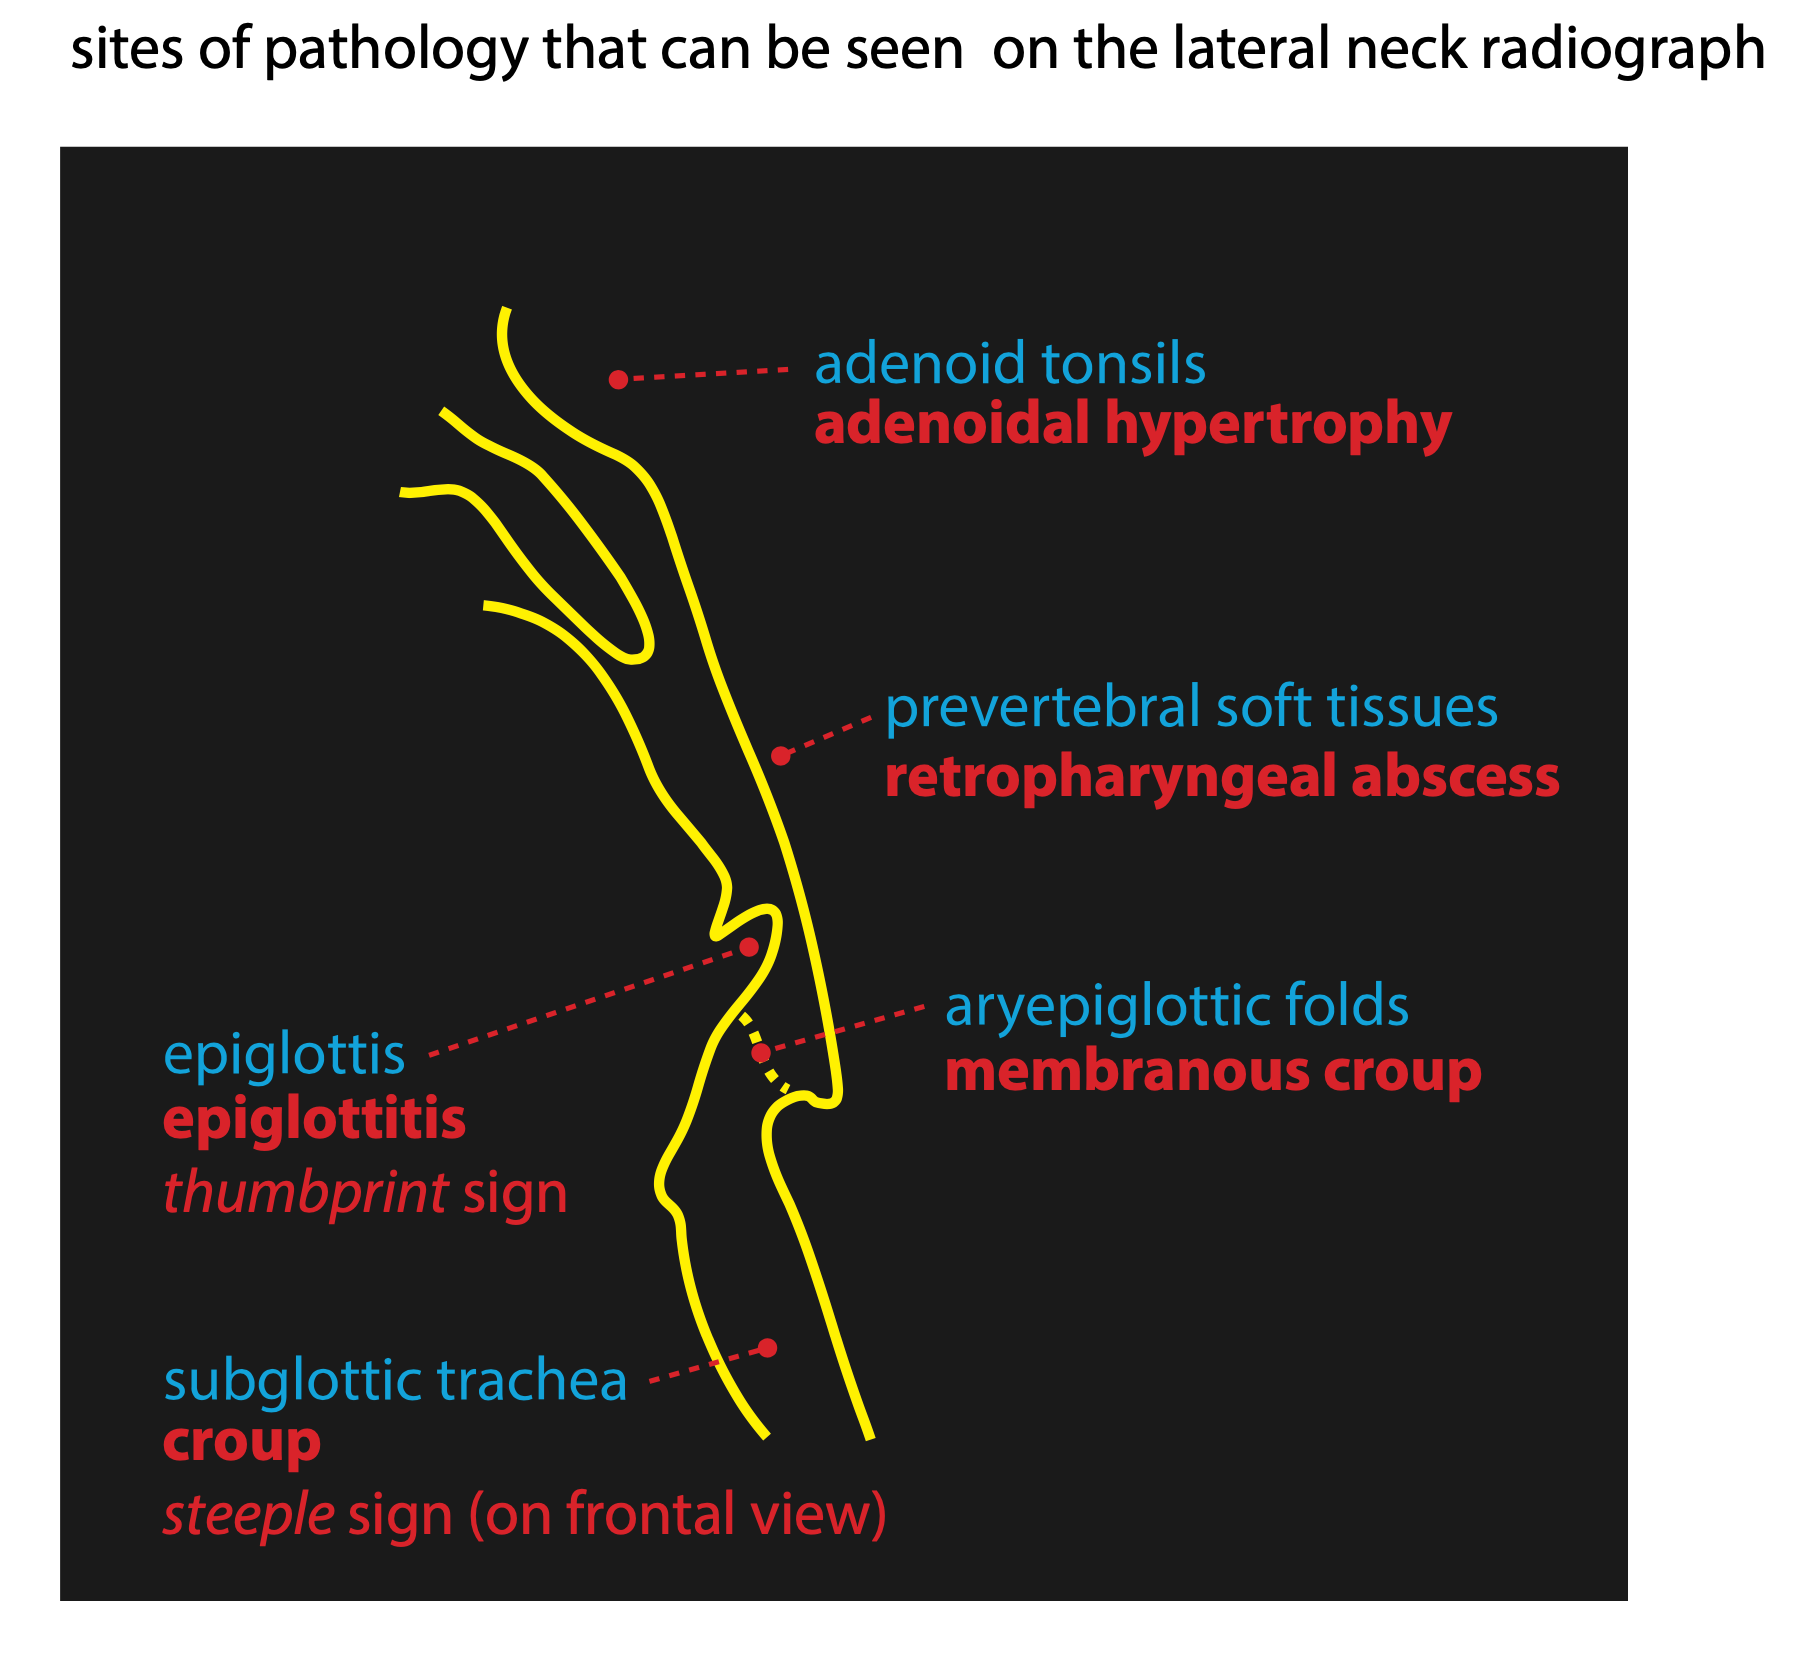 sites of pathology that can be seen  on the lateral neck radiograph
adenoid tonsils
adenoidal hypertrophy
prevertebral soft tissues
retropharyngeal abscess
aryepiglottic folds
membranous croup
epiglottis
epiglottitis
thumbprint sign
subglottic trachea
croup
steeple sign (on frontal view)